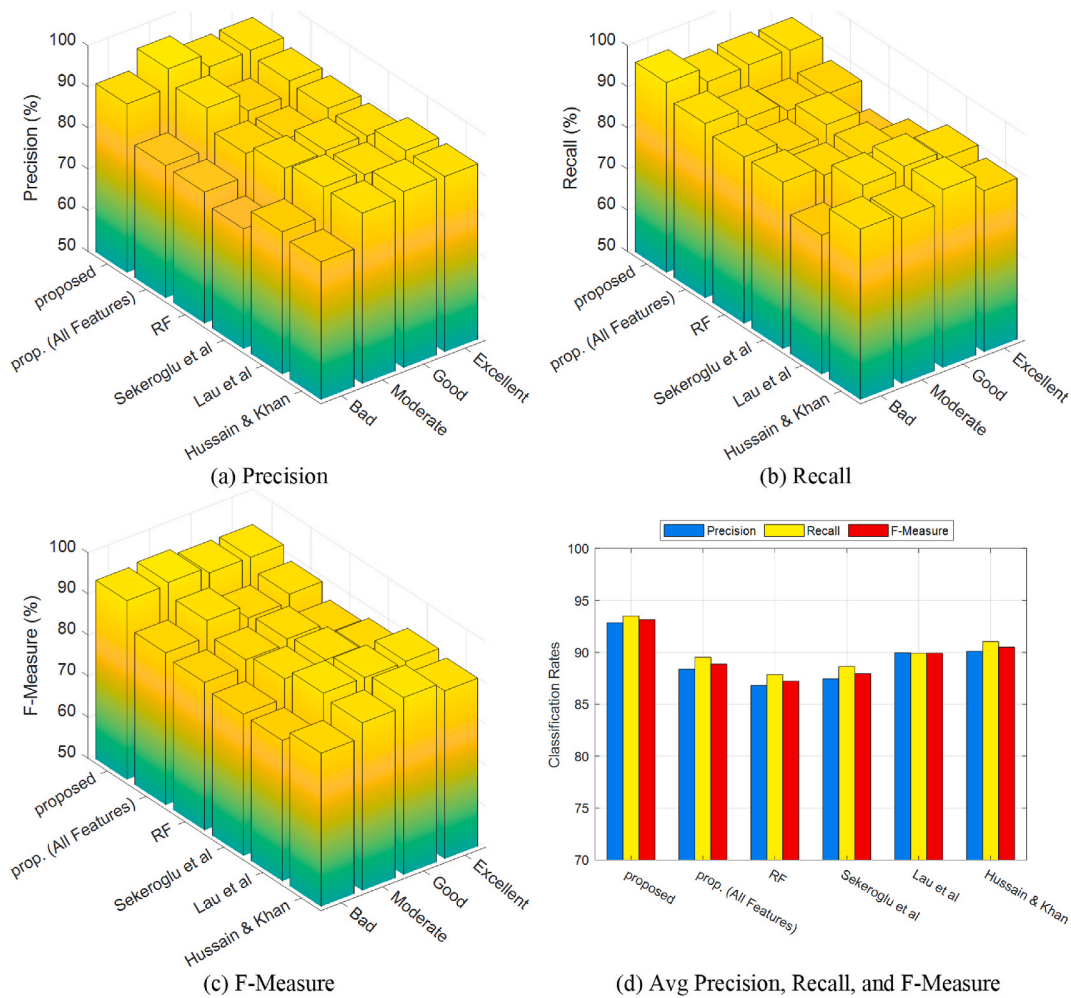 100
90
80
70
60
50
Precision (%)
proposed
prop. (All Features)
RF
Sekeroglu et al
Lau et al
Hussain & Khan
Bad
Moderate
Good
Excellent
(a) Precision
100
90
80
70
60
50
Recall (%)
proposed
prop. (All Features)
RF
Sekeroglu et al
Lau et al
Hussain & Khan
Bad
Moderate
Good
Excellent
(b) Recall
100
90
80
70
60
50
F-Measure (%)
proposed
prop. (All Features)
RF
Sekeroglu et al
Lau et al
Hussain & Khan
Bad
Moderate
Good
Excellent
(c) F-Measure
Precision Recall F-Measure
100
95
90
85
80
75
70
Classification Rates
proposed
prop. (All Features)
RF
Sekeroglu et al
Lau et al
Hussain & Khan
(d) Avg Precision, Recall, and F-Measure